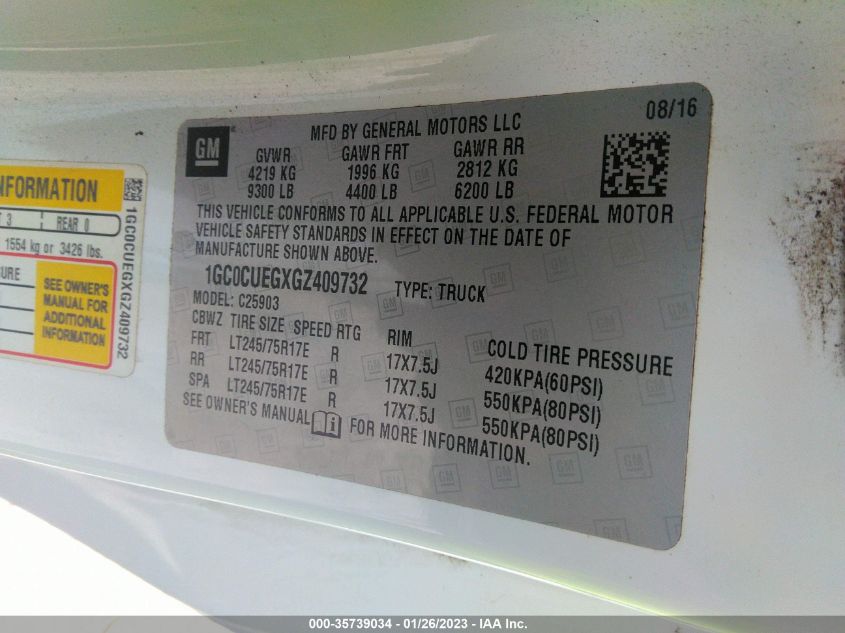 08/16
GM
MFD BY GENERAL MOTORS LLC
GVWR GAWR FRT GAWR RR
4219 KG 1996 KG 2812 KG
9300 LB 4400 LB 6200 LB
THIS VEHICLE CONFORMS TO ALL APPLICABLE U.S. FEDERAL MOTOR
VEHICLE SAFETY STANDARDS IN EFFECT ON THE DATE OF
MANUFACTURE SHOWN ABOVE.
1GC0CUEGXGZ409732 TYPE: TRUCK
MODEL: C25903
CBWZ TIRE SIZE SPEED RTG RIM COLD TIRE PRESSURE
FRT LT245/75R17E R 17X7.5J 420KPA(60PSI)
RR LT245/75R17E R 17X7.5J 550KPA(80PSI)
SPA LT245/75R17E R 17X7.5J 550KPA(80PSI)
SEE OWNER'S MANUAL FOR MORE INFORMATION.
NFORMATION
T 3 REAR 0
1554 kg or 3426 lbs.
URE
SEE OWNER'S
MANUAL FOR
ADDITIONAL
INFORMATION
1GC0CUEGXGZ409732
000-35739034 - 01/26/2023 - IAA Inc.